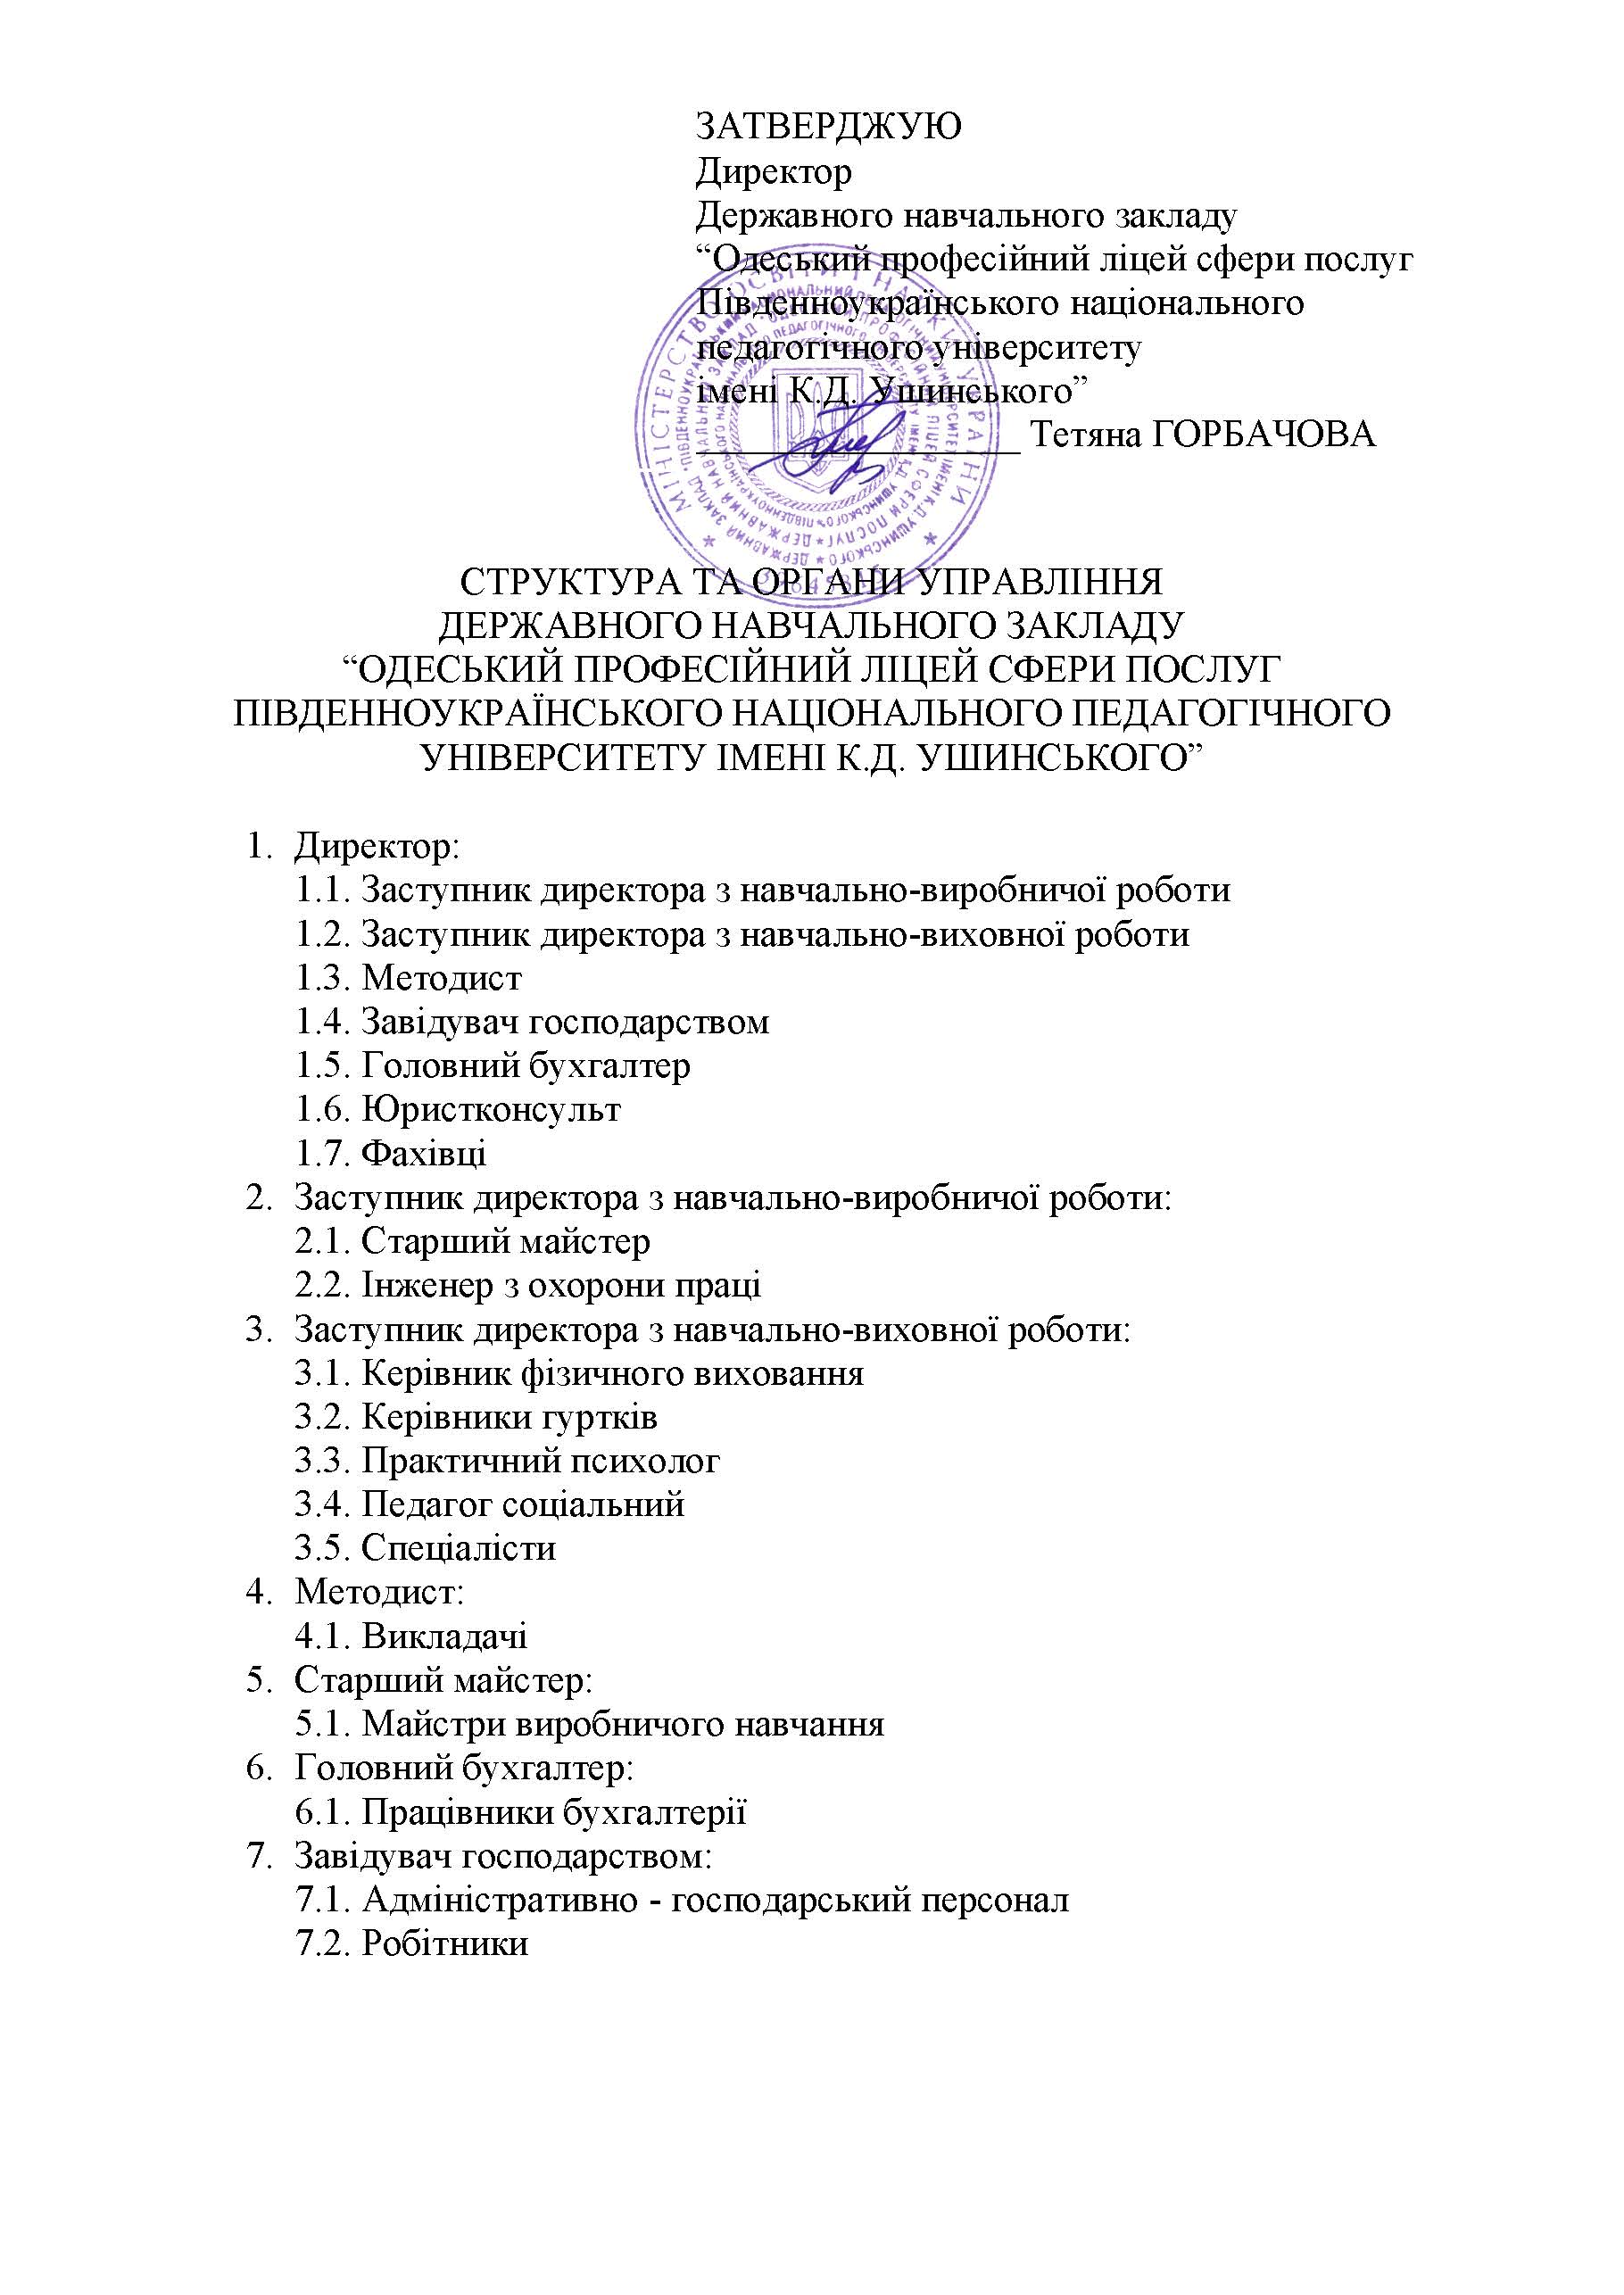 ЗАТВЕРДЖУЮ
Директор
Державного навчального закладу
“Одеський професійний ліцей сфери послуг
Південноукраїнського національного
педагогічного університету
імені К.Д. Ушинського”
Тетяна ГОРБАЧОВА
МІНІСТЕРСТВО ОСВІТИ І НАУКИ УКРАЇНИ
СТРУКТУРА ТА ОРГАНИ УПРАВЛІННЯ
ДЕРЖАВНОГО НАВЧАЛЬНОГО ЗАКЛАДУ
“ОДЕСЬКИЙ ПРОФЕСІЙНИЙ ЛІЦЕЙ СФЕРИ ПОСЛУГ
ПІВДЕННОУКРАЇНСЬКОГО НАЦІОНАЛЬНОГО ПЕДАГОГІЧНОГО
УНІВЕРСИТЕТУ ІМЕНІ К.Д. УШИНСЬКОГО”
1. Директор:
1.1. Заступник директора з навчально-виробничої роботи
1.2. Заступник директора з навчально-виховної роботи
1.3. Методист
1.4. Завідувач господарством
1.5. Головний бухгалтер
1.6. Юристконсульт
1.7. Фахівці
2. Заступник директора з навчально-виробничої роботи:
2.1. Старший майстер
2.2. Інженер з охорони праці
3. Заступник директора з навчально-виховної роботи:
3.1. Керівник фізичного виховання
3.2. Керівники гуртків
3.3. Практичний психолог
3.4. Педагог соціальний
3.5. Спеціалісти
4. Методист:
4.1. Викладачі
5. Старший майстер:
5.1. Майстри виробничого навчання
6. Головний бухгалтер:
6.1. Працівники бухгалтерії
7. Завідувач господарством:
7.1. Адміністративно - господарський персонал
7.2. Робітники